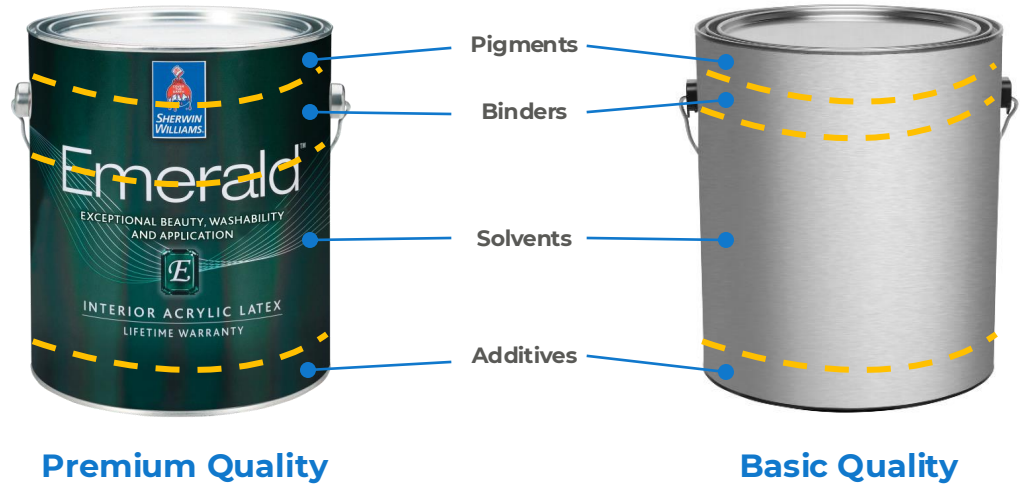 Pigments
Binders
Solvents
Additives
SHERWIN
WILLIAMS.
Emerald™
EXCEPTIONAL BEAUTY, WASHABILITY
AND APPLICATION
E
INTERIOR ACRYLIC LATEX
LIFETIME WARRANTY
Premium Quality
Basic Quality